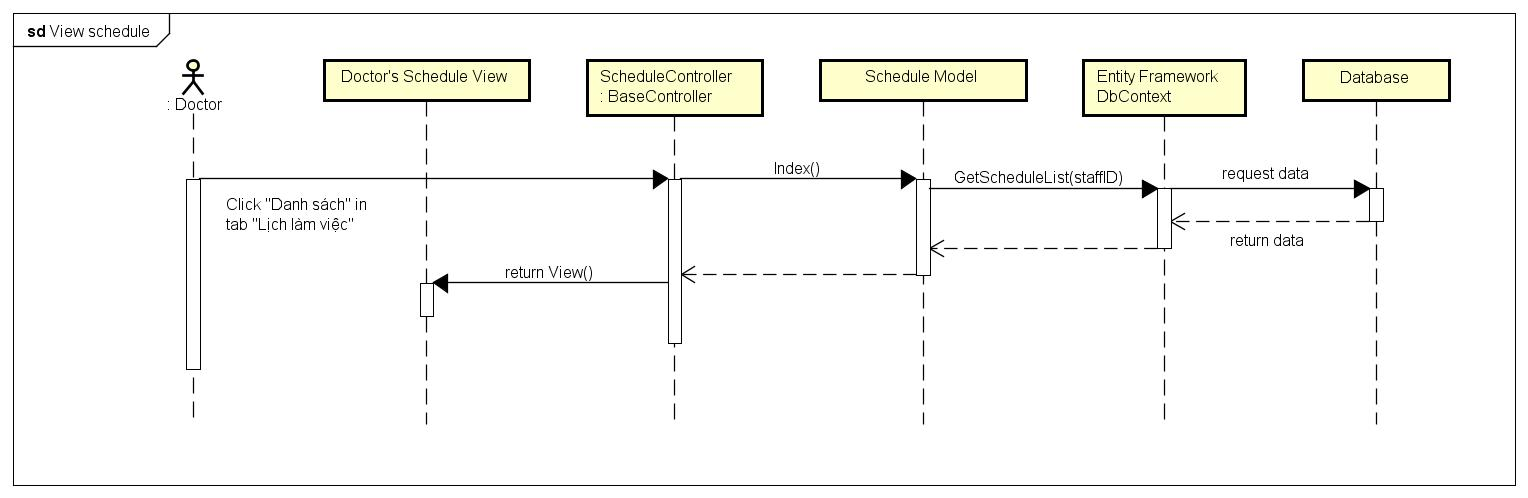 sd View schedule
: Doctor
Doctor's Schedule View
ScheduleController
: BaseController
Schedule Model
Entity Framework
DbContext
Database
Click "Danh sách" in
tab "Lịch làm việc"
Index()
GetScheduleList(staffID)
request data
return data
return View()